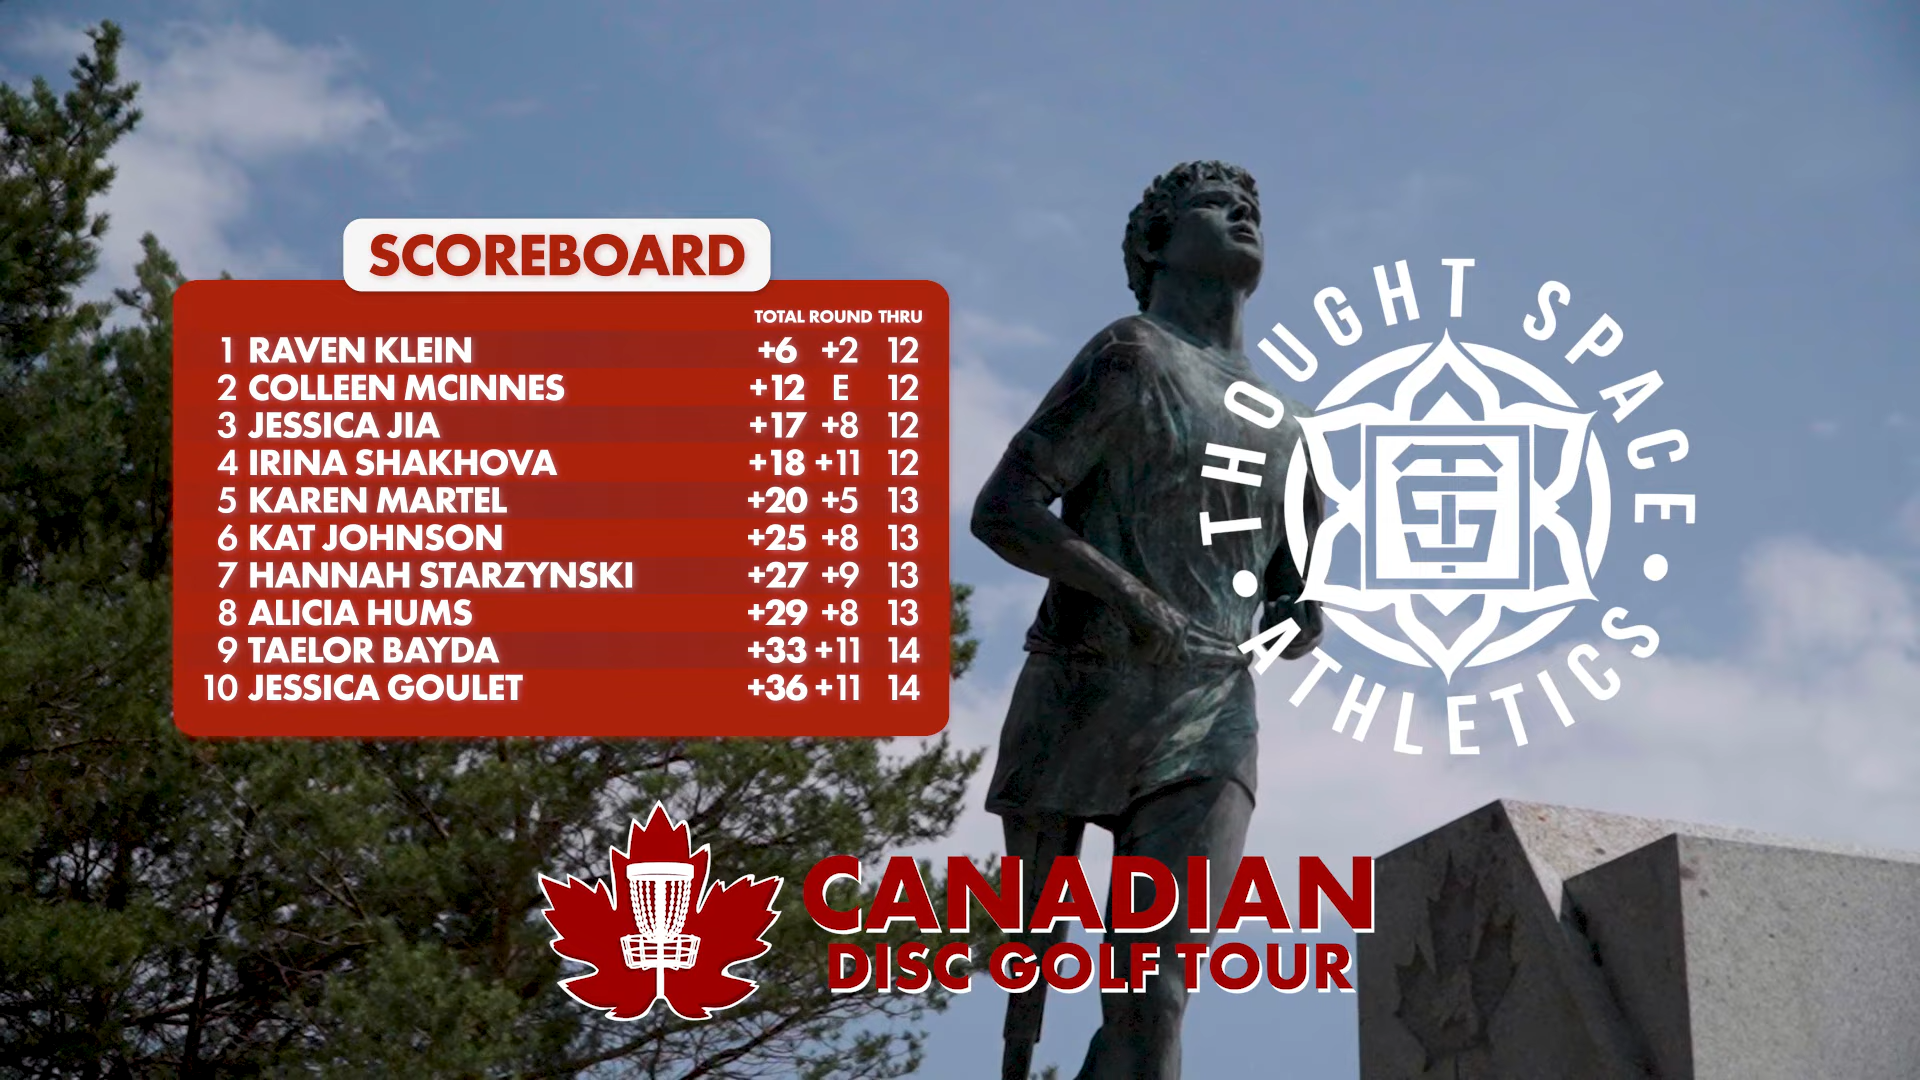 SCOREBOARD
TOTAL ROUND THRU
1 RAVEN KLEIN +6 +2 12
2 COLLEEN MCINNES +12 E 12
3 JESSICA JIA +17 +8 12
4 IRINA SHAKHOVA +18 +11 12
5 KAREN MARTEL +20 +5 13
6 KAT JOHNSON +25 +8 13
7 HANNAH STARZYNSKI +27 +9 13
8 ALICIA HUMS +29 +8 13
9 TAELOR BAYDA +33 +11 14
10 JESSICA GOULET +36 +11 14
THOUGHT SPACE
• ATHLETICS •
CANADIAN
DISC GOLF TOUR